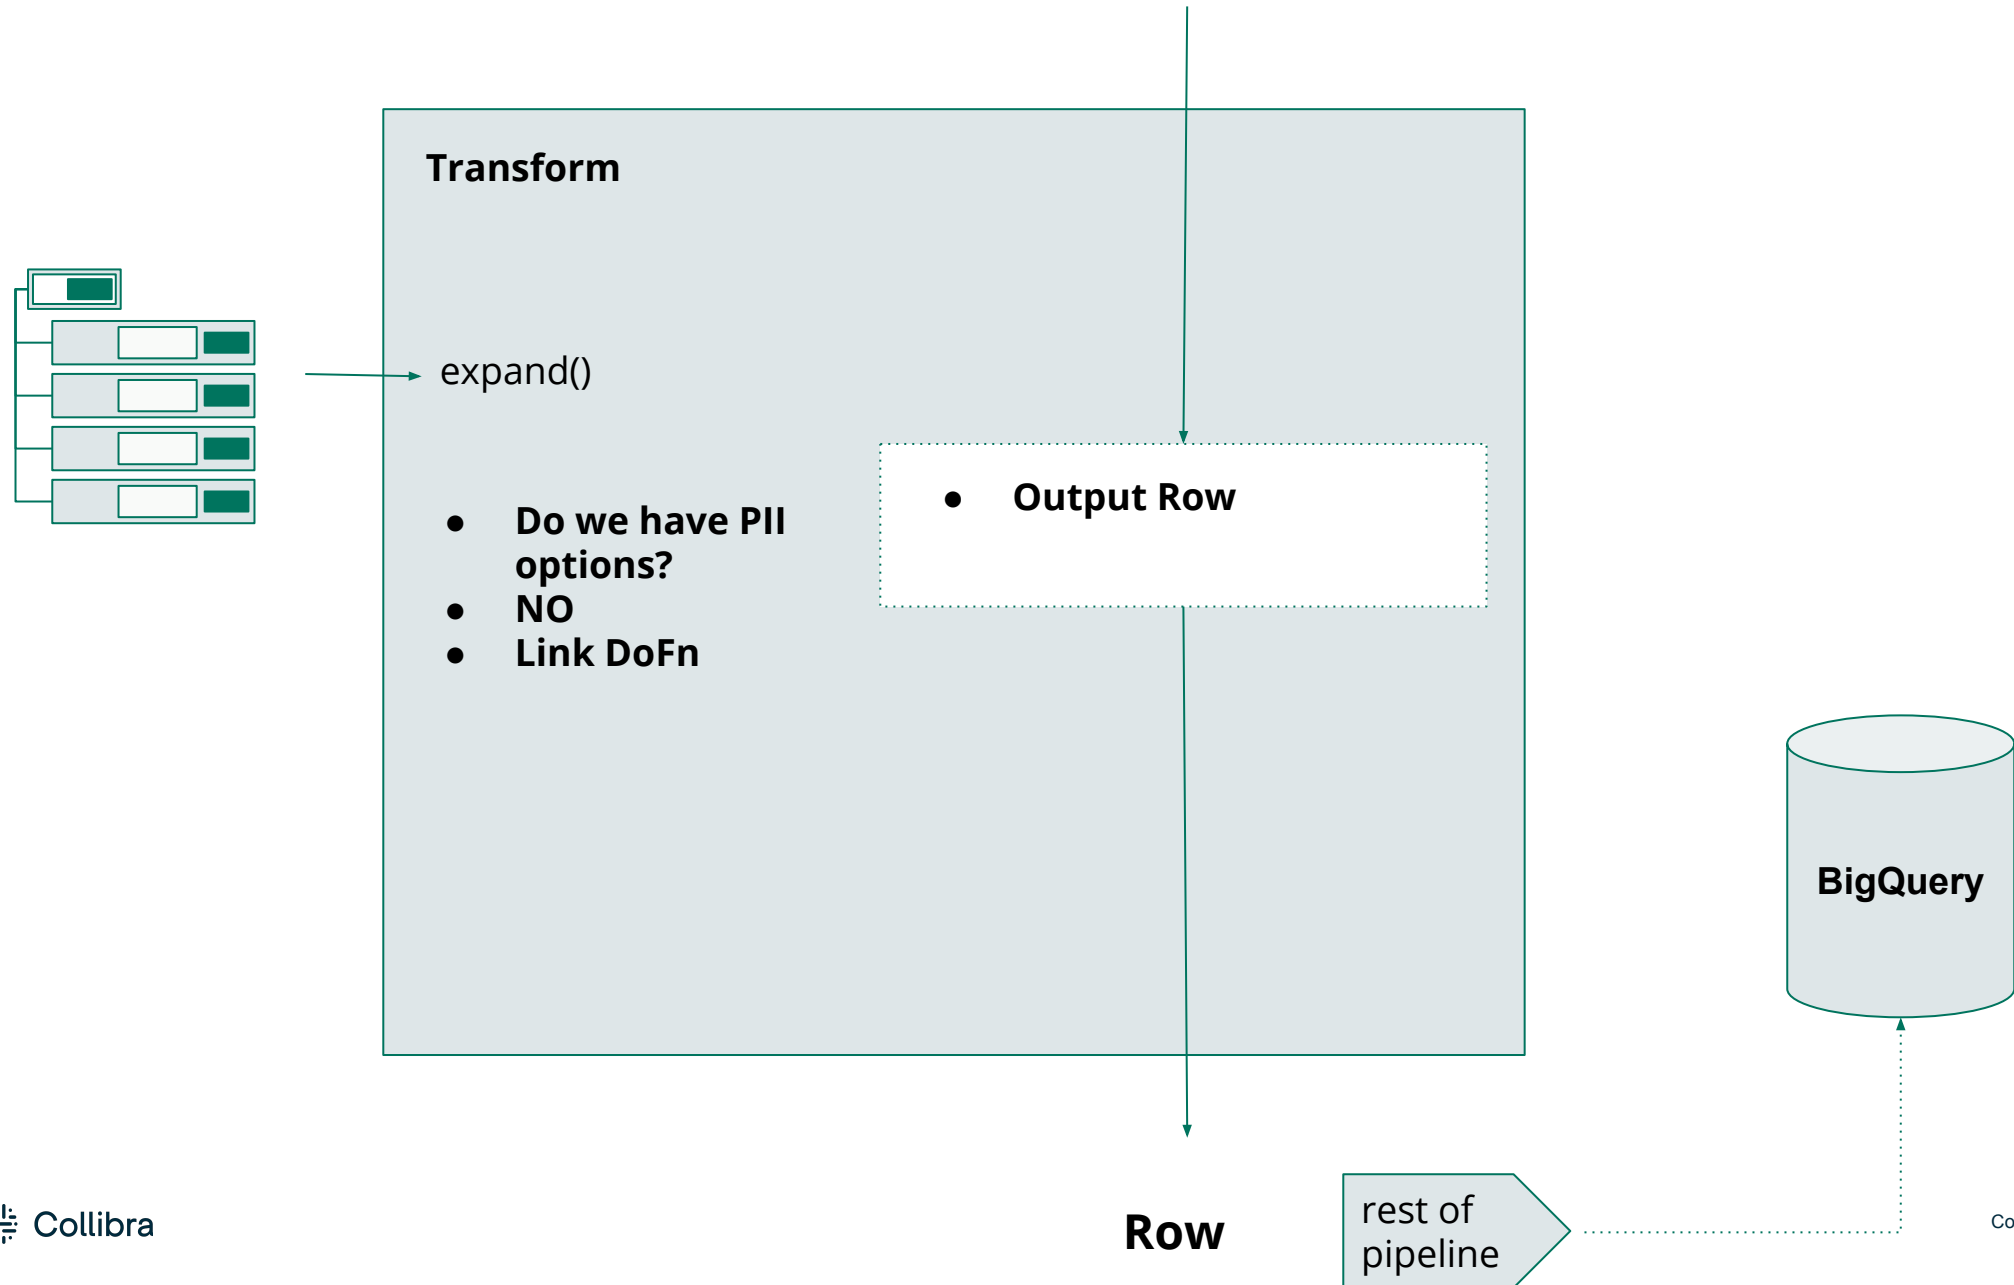 Transform
expand()
● Do we have PII
options?
● NO
● Link DoFn
● Output Row
BigQuery
Row
rest of
pipeline
Collibra